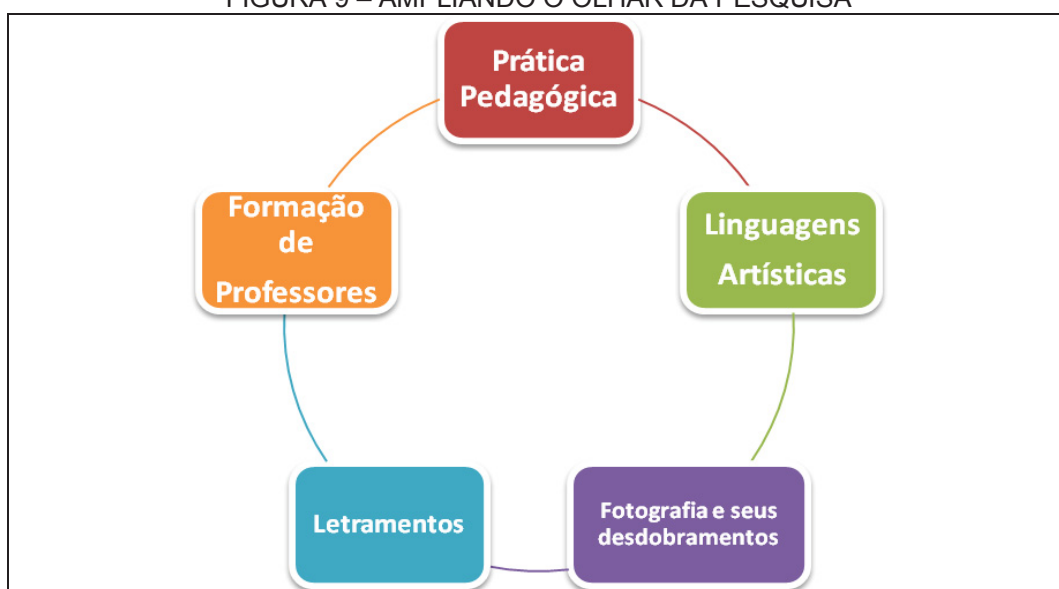 FIGURA 9 – AMPLIANDO O OLHAR DA PESQUISA
Prática
Pedagógica
Linguagens
Artísticas
Fotografia e seus
desdobramentos
Letramentos
Formação
de
Professores